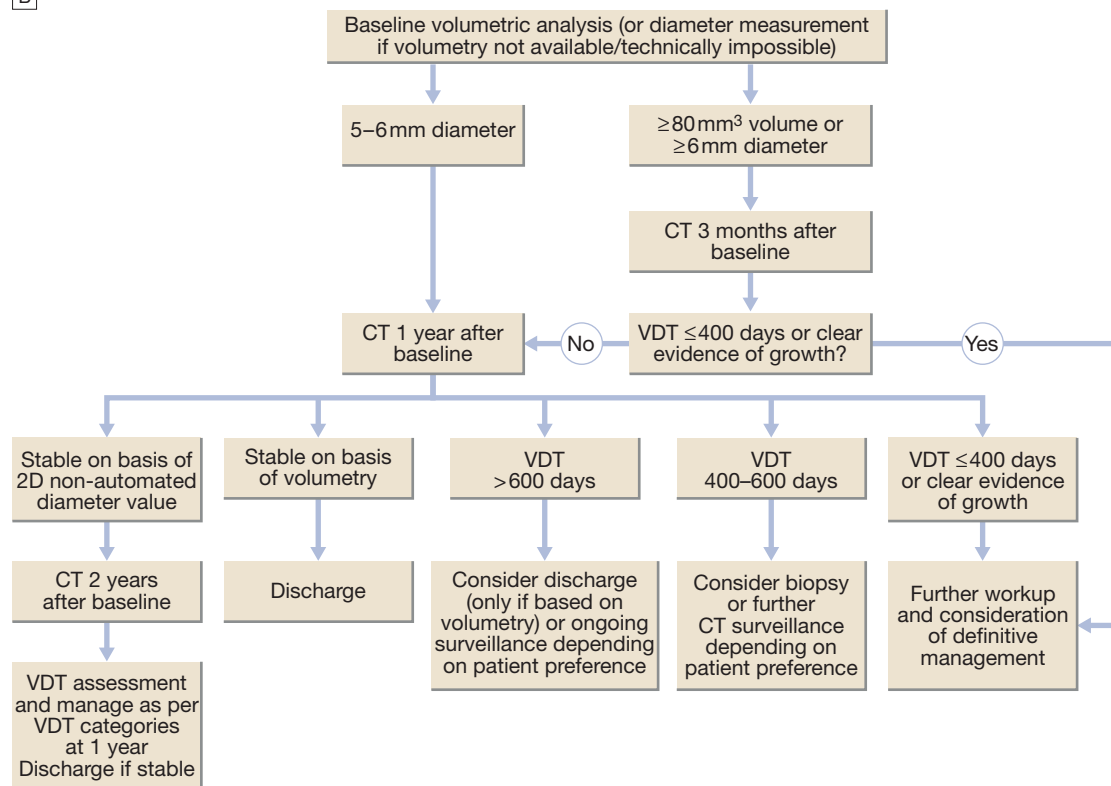 B
Baseline volumetric analysis (or diameter measurement
if volumetry not available/technically impossible)
5–6mm diameter
≥80mm³ volume or
≥6mm diameter
CT 3 months after
baseline
CT 1 year after
baseline
No
VDT ≤400 days or clear
evidence of growth?
Yes
Stable on basis of
2D non-automated
diameter value
Stable on basis
of volumetry
VDT
>600 days
VDT
400–600 days
VDT ≤400 days
or clear evidence
of growth
CT 2 years
after baseline
Discharge
Consider discharge
(only if based on
volumetry) or ongoing
surveillance depending
on patient preference
Consider biopsy
or further
CT surveillance
depending on
patient preference
Further workup
and consideration
of definitive
management
VDT assessment
and manage as per
VDT categories
at 1 year
Discharge if stable